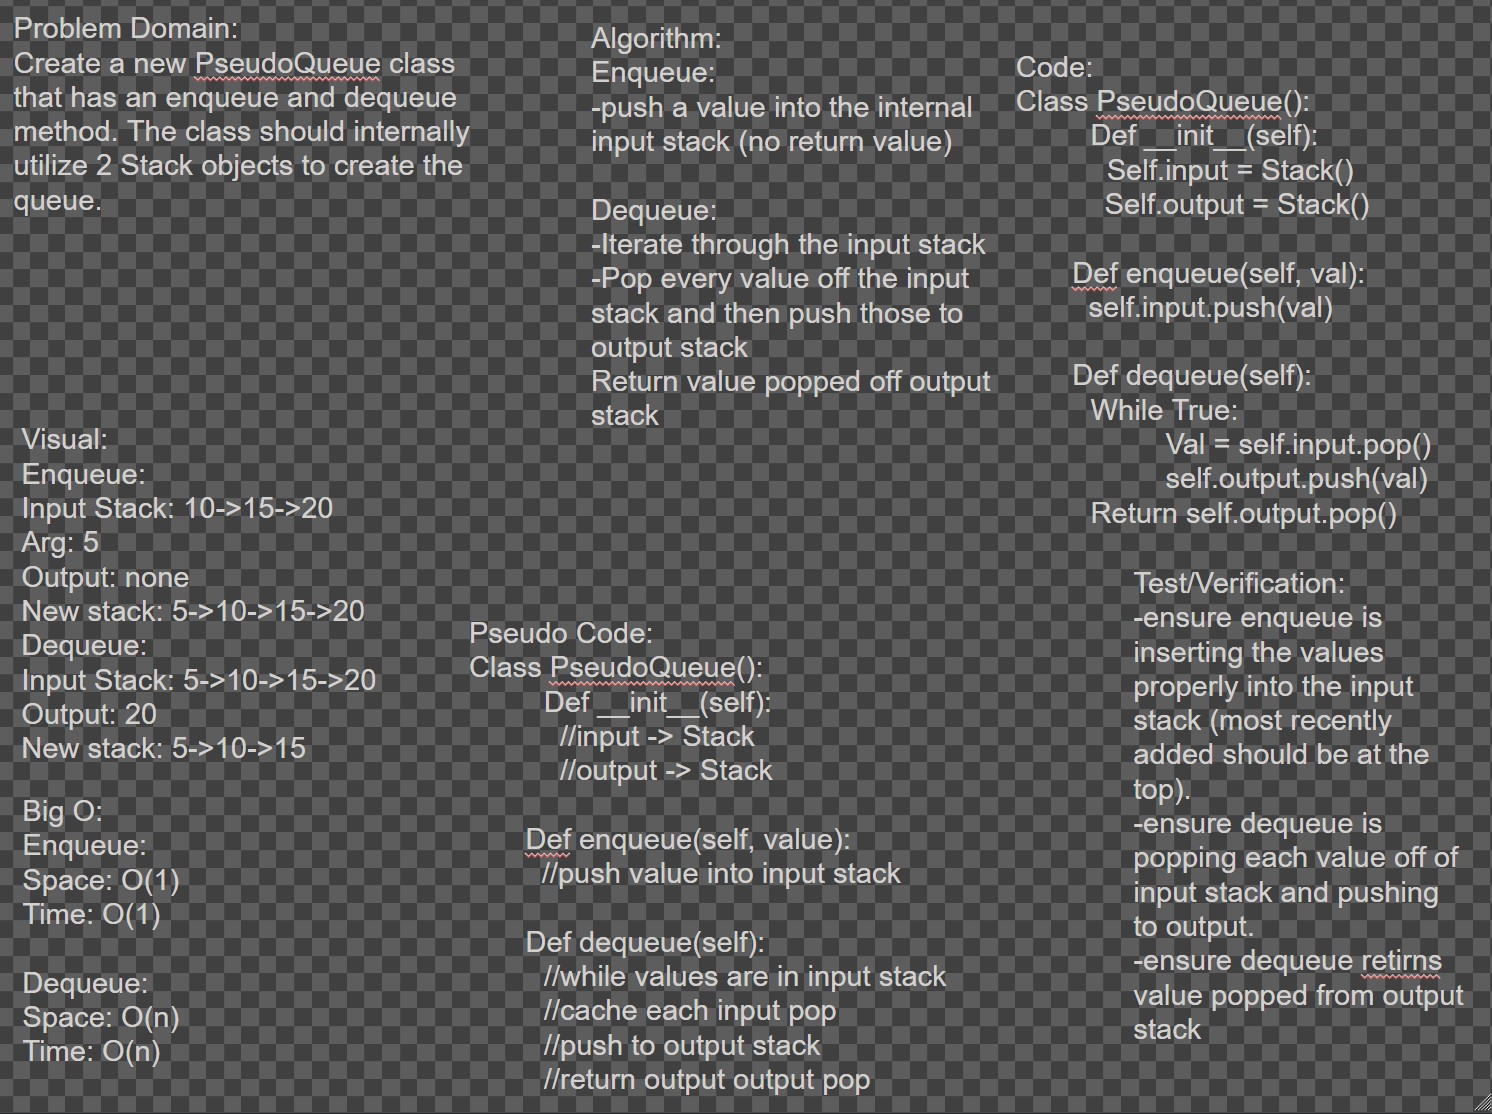 Problem Domain:
Create a new PseudoQueue class
that has an enqueue and dequeue
method. The class should internally
utilize 2 Stack objects to create the
queue.
Visual:
Enqueue:
Input Stack: 10->15->20
Arg: 5
Output: none
New stack: 5->10->15->20
Dequeue:
Input Stack: 5->10->15->20
Output: 20
New stack: 5->10->15
Big O:
Enqueue:
Space: O(1)
Time: O(1)
Dequeue:
Space: O(n)
Time: O(n)
Algorithm:
Enqueue:
-push a value into the internal
input stack (no return value)
Dequeue:
-Iterate through the input stack
-Pop every value off the input
stack and then push those to
output stack
Return value popped off output
stack
Pseudo Code:
Class PseudoQueue():
Def __init__(self):
//input -> Stack
//output -> Stack
Def enqueue(self, value):
//push value into input stack
Def dequeue(self):
//while values are in input stack
//cache each input pop
//push to output stack
//return output output pop
Code:
Class PseudoQueue():
Def __init__(self):
Self.input = Stack()
Self.output = Stack()
Def enqueue(self, val):
self.input.push(val)
Def dequeue(self):
While True:
Val = self.input.pop()
self.output.push(val)
Return self.output.pop()
Test/Verification:
-ensure enqueue is
inserting the values
properly into the input
stack (most recently
added should be at the
top).
-ensure dequeue is
popping each value off of
input stack and pushing
to output.
-ensure dequeue retirns
value popped from output
stack